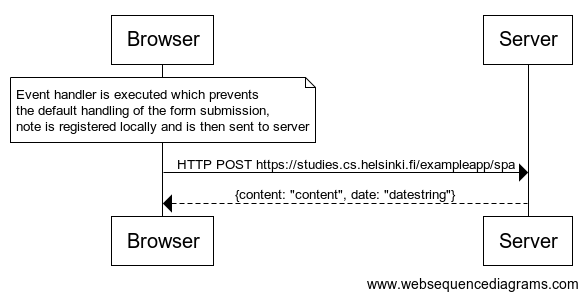 Browser
Server
Event handler is executed which prevents
the default handling of the form submission,
note is registered locally and is then sent to server
HTTP POST https://studies.cs.helsinki.fi/exampleapp/spa
{content: "content", date: "datestring"}
Browser
Server
www.websequencediagrams.com